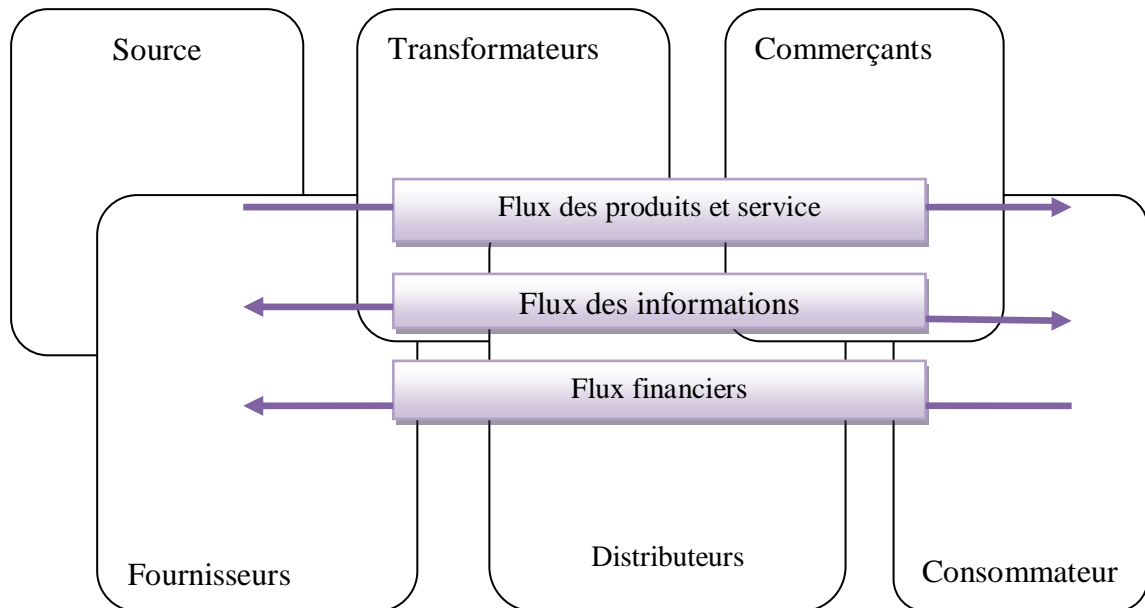 Source
Transformateurs
Commerçants
Flux des produits et service
Flux des informations
Flux financiers
Fournisseurs
Distributeurs
Consommateur